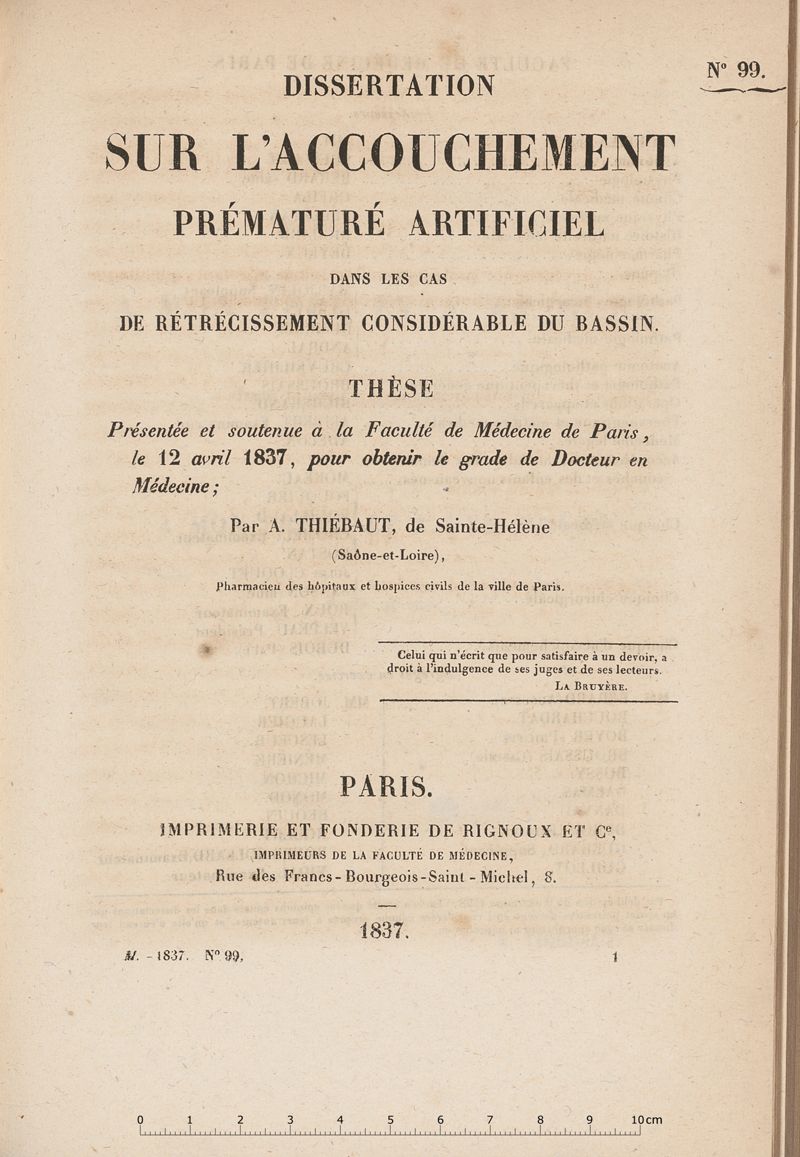 N° 99.
DISSERTATION
SUR L'ACCOUCHEMENT
PRÉMATURÉ ARTIFICIEL
DANS LES CAS
DE RÉTRÉCISSEMENT CONSIDÉRABLE DU BASSIN.
THÈSE
Présentée et soutenue à la Faculté de Médecine de Paris,
le 12 avril 1837, pour obtenir le grade de Docteur en
Médecine;
Par A. THIÉBAUT, de Sainte-Hélène
(Saône-et-Loire),
Pharmacien des hôpitaux et hospices civils de la ville de Paris.
Celui qui n'écrit que pour satisfaire à un devoir, a
droit à l'indulgence de ses juges et de ses lecteurs.
LA BRUYÈRE.
PARIS.
IMPRIMERIE ET FONDERIE DE RIGNOUX ET Ce,
IMPRIMEURS DE LA FACULTÉ DE MÉDECINE,
Rue des Francs-Bourgeois-Saint-Michel, 8.
1837.
M. - 1837. N° 99, 1
0 1 2 3 4 5 6 7 8 9 10cm